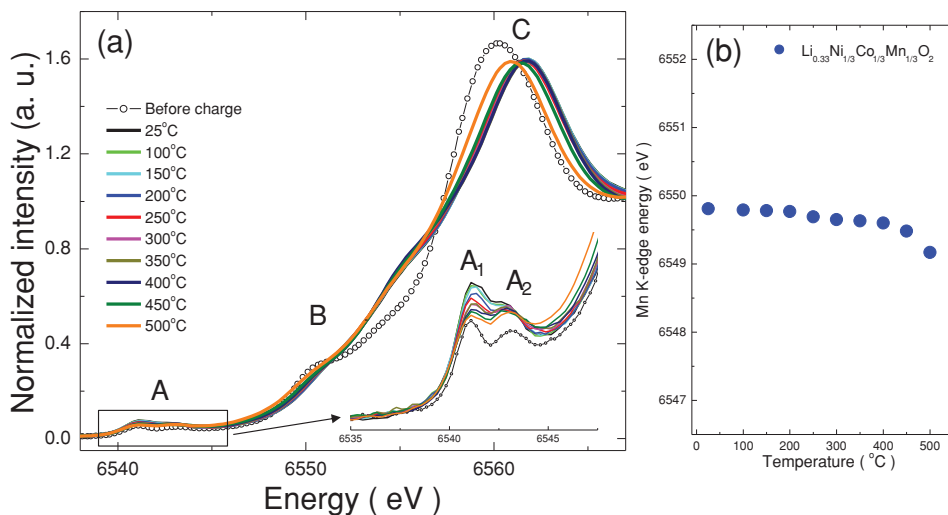 (a)
C
Normalized intensity (a. u.)
1.6
1.2
0.8
0.4
0.0
Before charge
25°C
100°C
150°C
200°C
250°C
300°C
350°C
400°C
450°C
500°C
A₁
A₂
B
A
6535
6540
6545
6540
6550
6560
Energy ( eV )
(b)
Li₀.₃₃Ni₁/₃Co₁/₃Mn₁/₃O₂
Mn K-edge energy ( eV )
6552
6551
6550
6549
6548
6547
0
100
200
300
400
500
Temperature ( °C )